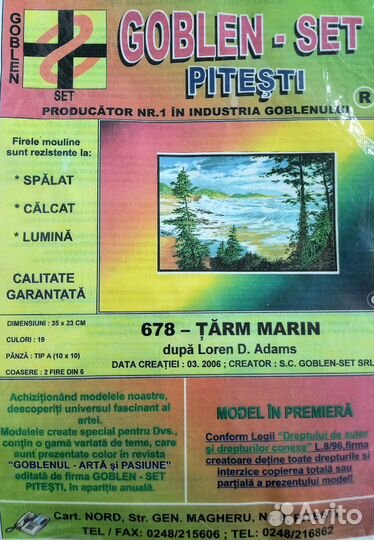 GOBLEN
SET
GOBLEN - SET
PITEŞTI
R
PRODUCĂTOR NR.1 ÎN INDUSTRIA GOBLENULUI
Firele mouline
sunt rezistente la:
* SPĂLAT
* CĂLCAT
* LUMINĂ
CALITATE
GARANTATĂ
DIMENSIUNI : 35 x 23 CM
CULORI : 19
PÂNZĂ : TIP A (10 x 10)
COASERE : 2 FIRE DIN 6
678 – ŢĂRM MARIN
după Loren D. Adams
DATA CREAŢIEI : 03. 2006 ; CREATOR : S.C. GOBLEN-SET SRL
Achiziţionând modelele noastre,
descoperiţi universul fascinant al
artei.
Modelele create special pentru Dvs.,
conţin o gamă variată de teme, care
sunt prezentate color în revista
"GOBLENUL - ARTĂ şi PASIUNE"
editată de firma GOBLEN - SET
PITEŞTI, în apariţie anuală.
MODEL ÎN PREMIERĂ
Conform Legii "Dreptului de autor
şi drepturilor conexe" L.8/96,firma
creatoare deţine toate drepturile şi
interzice copierea totală sau
parţială a prezentului model!
Cart. NORD, Str. GEN. MAGHERU,
TEL / FAX: 0248/215606 ; TEL: 0248/216862
Avito